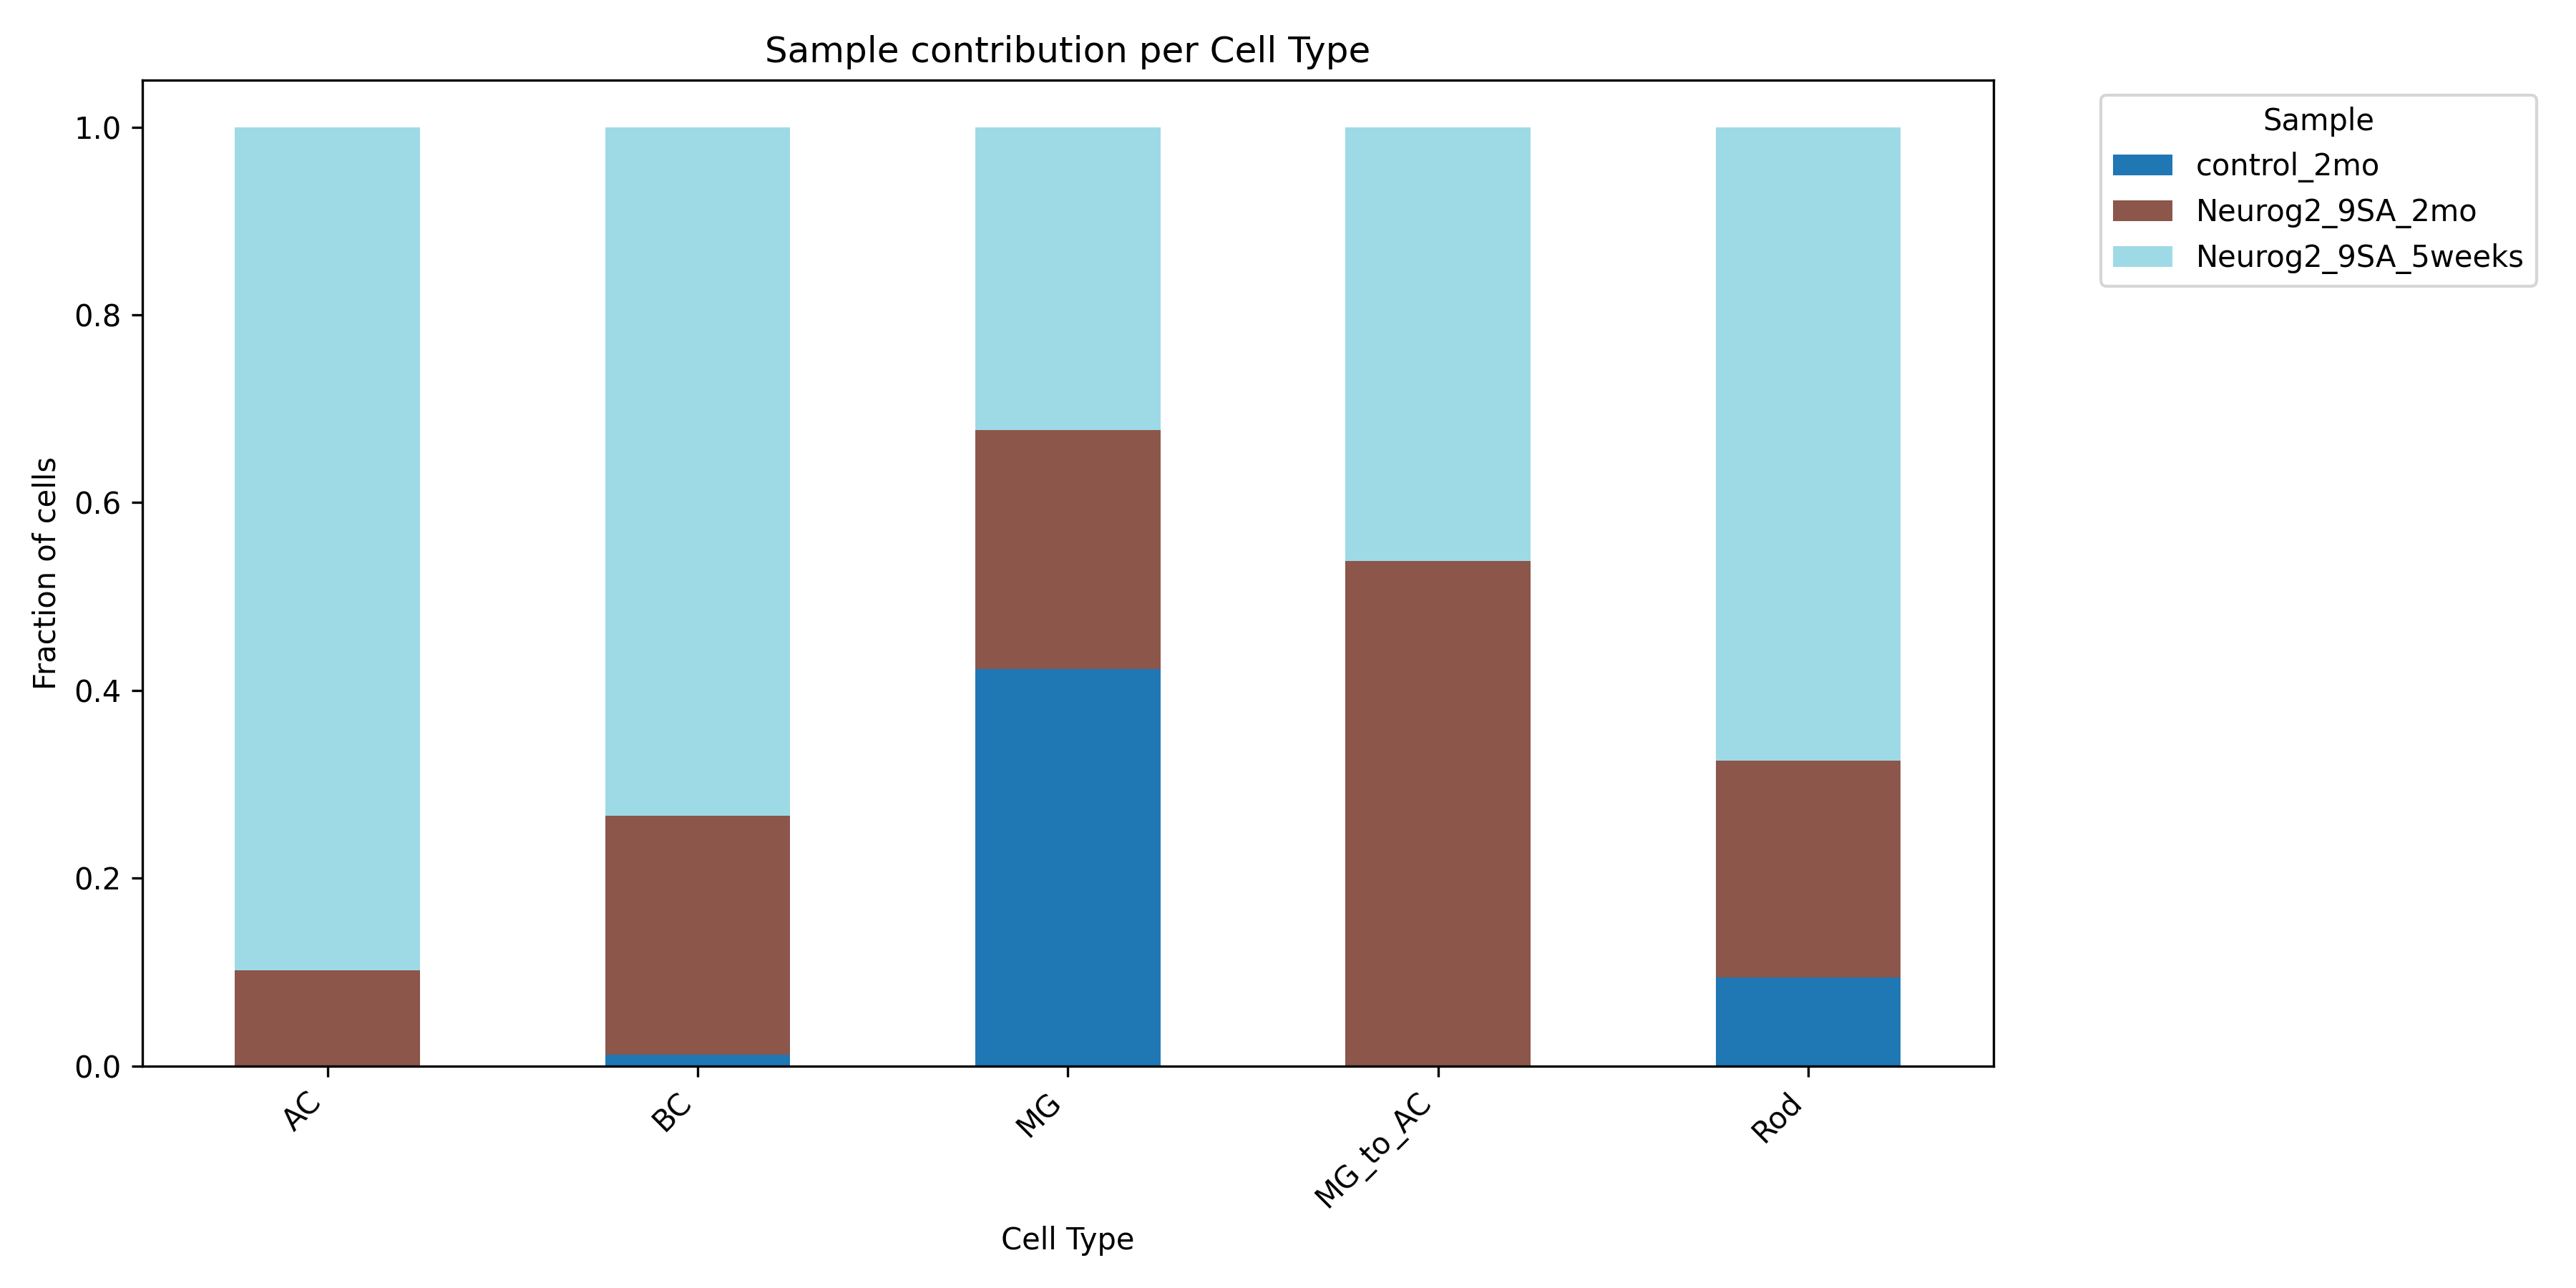 Sample contribution per Cell Type
Sample
control_2mo
Neurog2_9SA_2mo
Neurog2_9SA_5weeks
Fraction of cells
1.0
0.8
0.6
0.4
0.2
0.0
AC
BC
MG
MG_to_AC
Rod
Cell Type